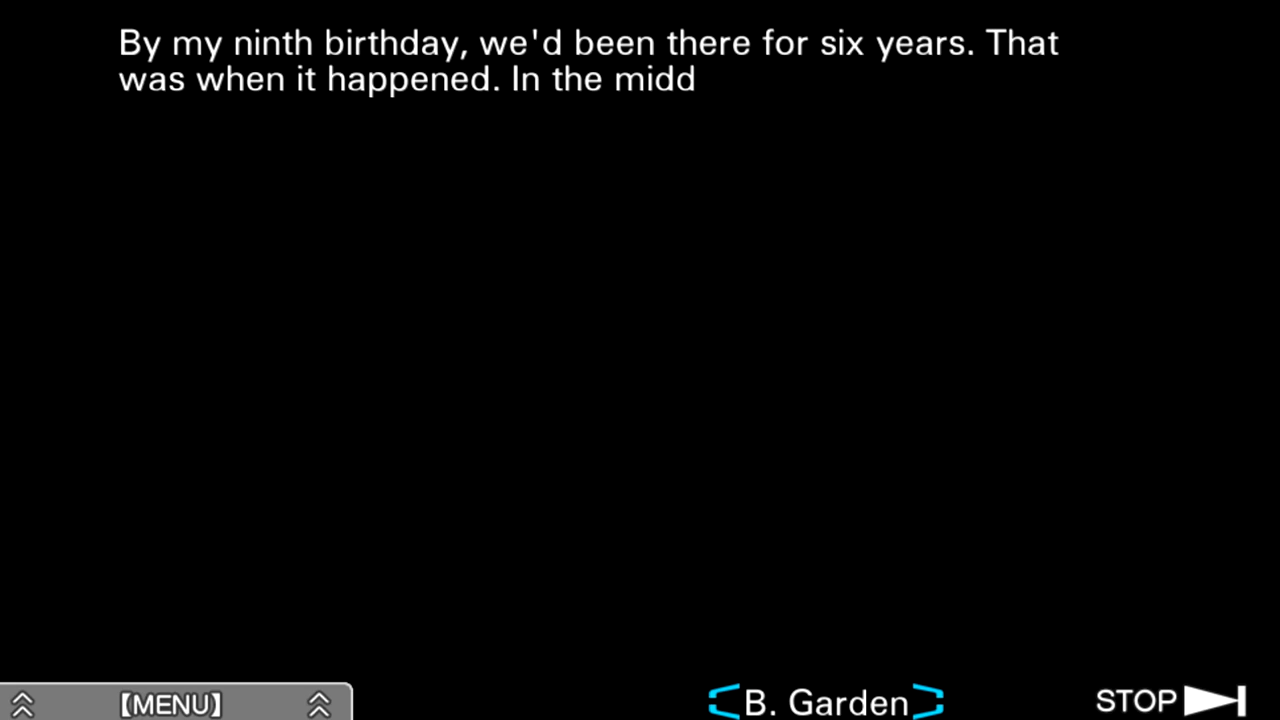 By my ninth birthday, we'd been there for six years. That
was when it happened. In the midd
【MENU】
B. Garden
STOP